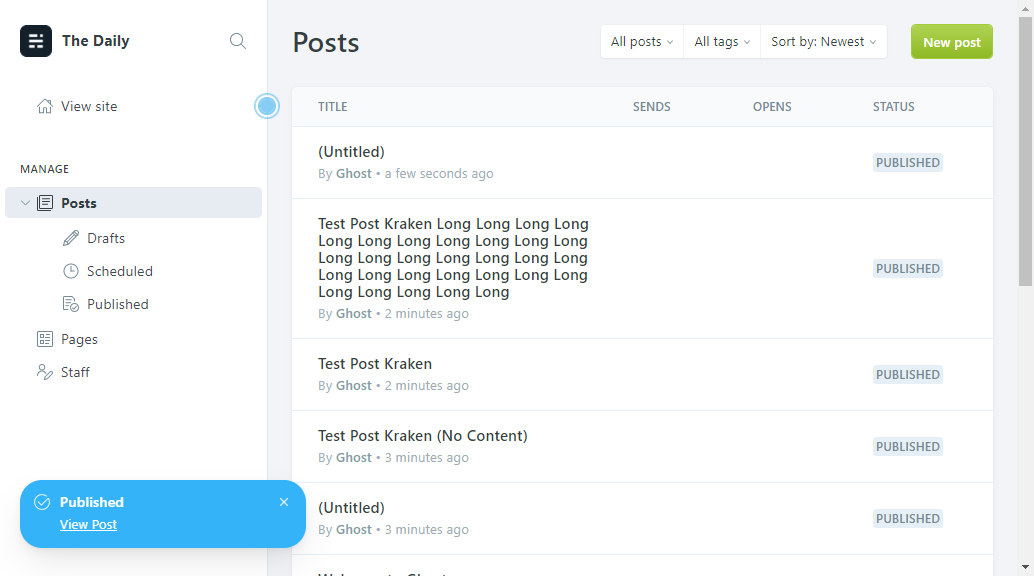 The Daily
View site
MANAGE
Posts
Drafts
Scheduled
Published
Pages
Staff
Published
View Post
Posts
All posts
All tags
Sort by: Newest
New post
TITLE SENDS OPENS STATUS
(Untitled)
By Ghost • a few seconds ago
PUBLISHED
Test Post Kraken Long Long Long Long
Long Long Long Long Long Long Long
Long Long Long Long Long Long Long
Long Long Long Long Long Long Long
Long Long Long Long Long
By Ghost • 2 minutes ago
PUBLISHED
Test Post Kraken
By Ghost • 2 minutes ago
PUBLISHED
Test Post Kraken (No Content)
By Ghost • 3 minutes ago
PUBLISHED
(Untitled)
By Ghost • 3 minutes ago
PUBLISHED